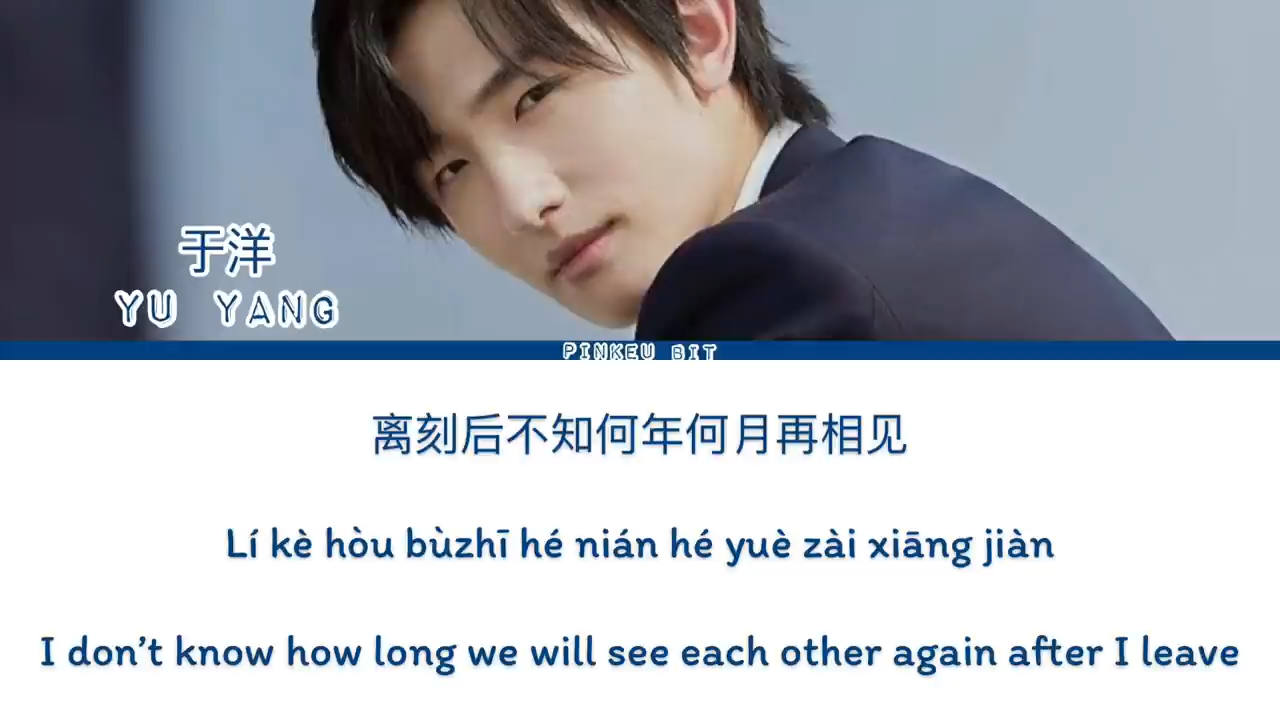 于洋
YU YANG
PINKEU BIT
离刻后不知何年何月再相见
Lí kè hòu bùzhī hé nián hé yuè zài xiāng jiàn
I don't know how long we will see each other again after I leave